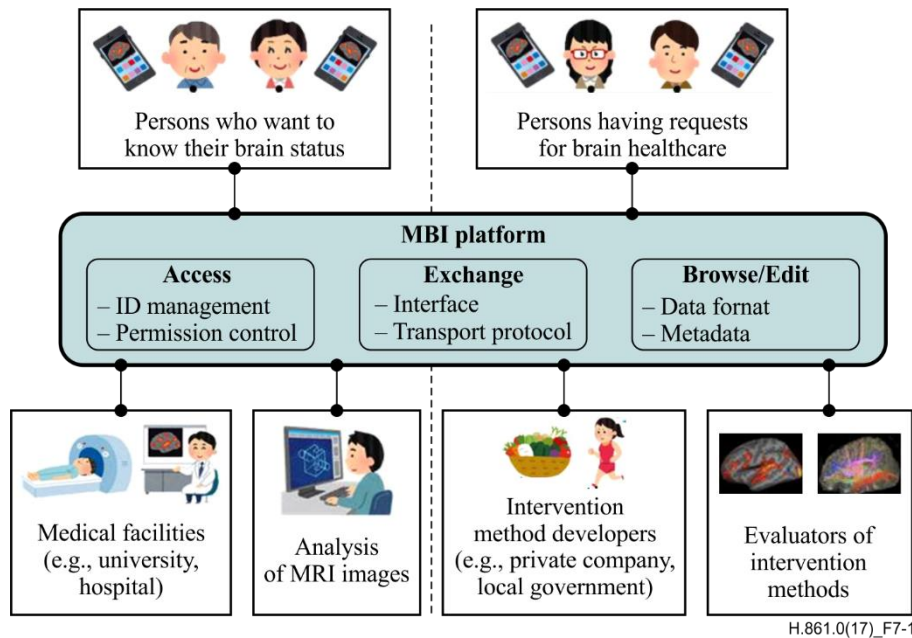 Persons who want to
know their brain status
Persons having requests
for brain healthcare
MBI platform
Access
– ID management
– Permission control
Exchange
– Interface
– Transport protocol
Browse/Edit
– Data fornat
– Metadata
Medical facilities
(e.g., university,
hospital)
Analysis
of MRI images
Intervention
method developers
(e.g., private company,
local government)
Evaluators of
intervention
methods
H.861.0(17)_F7-1